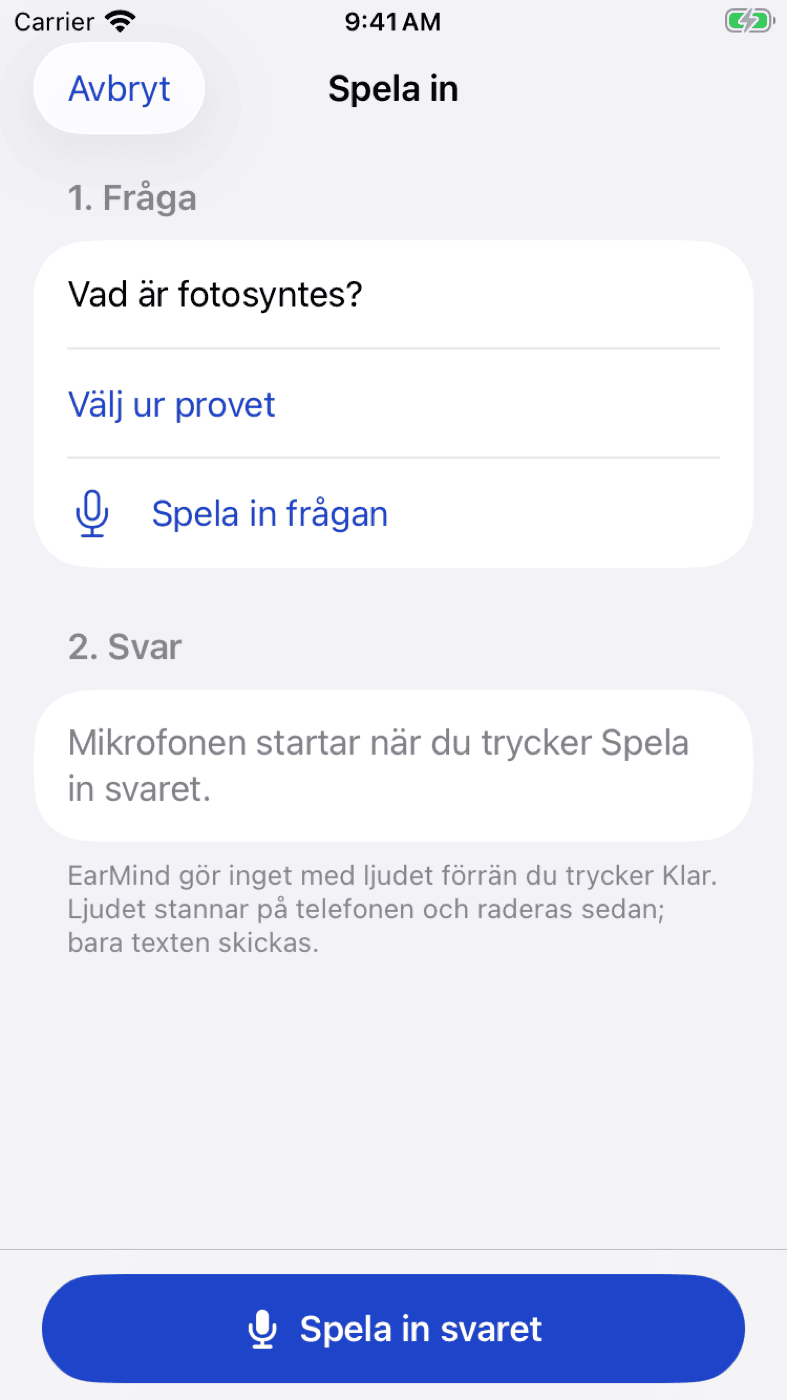 Carrier 9:41 AM
Avbryt Spela in
1. Fråga
Vad är fotosyntes?
Välj ur provet
Spela in frågan
2. Svar
Mikrofonen startar när du trycker Spela
in svaret.
EarMind gör inget med ljudet förrän du trycker Klar.
Ljudet stannar på telefonen och raderas sedan;
bara texten skickas.
Spela in svaret